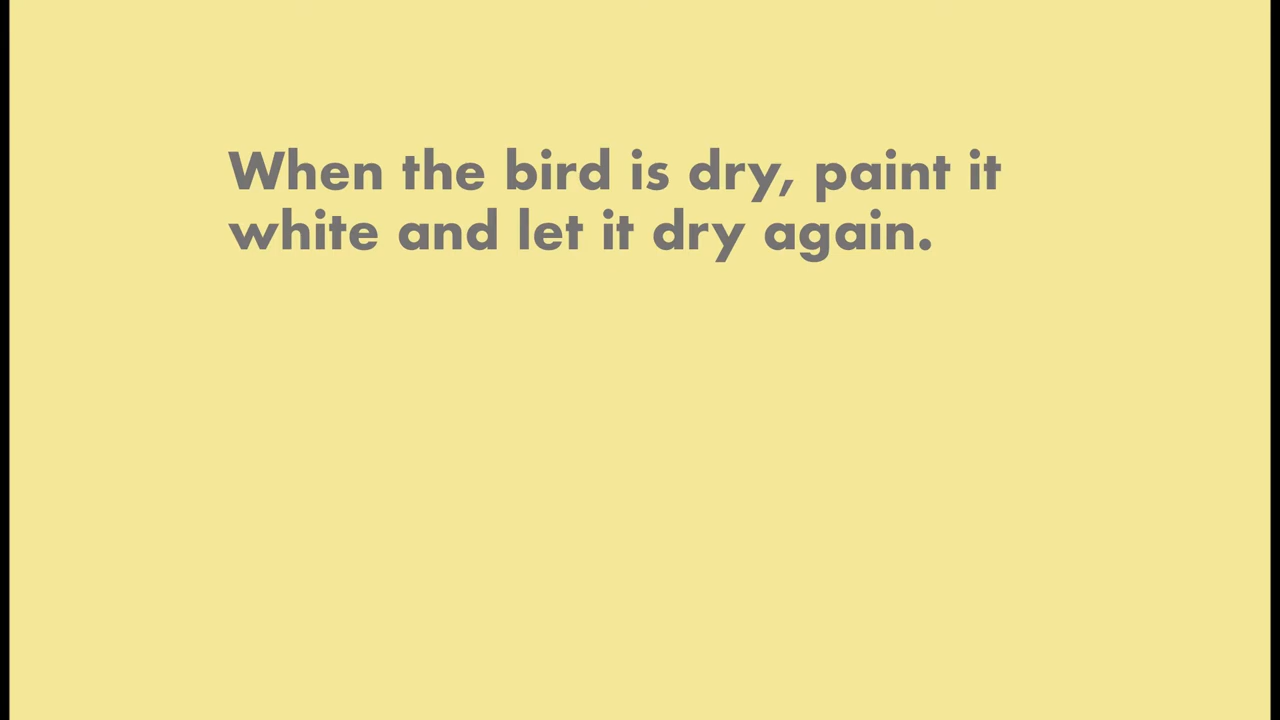 When the bird is dry, paint it
white and let it dry again.